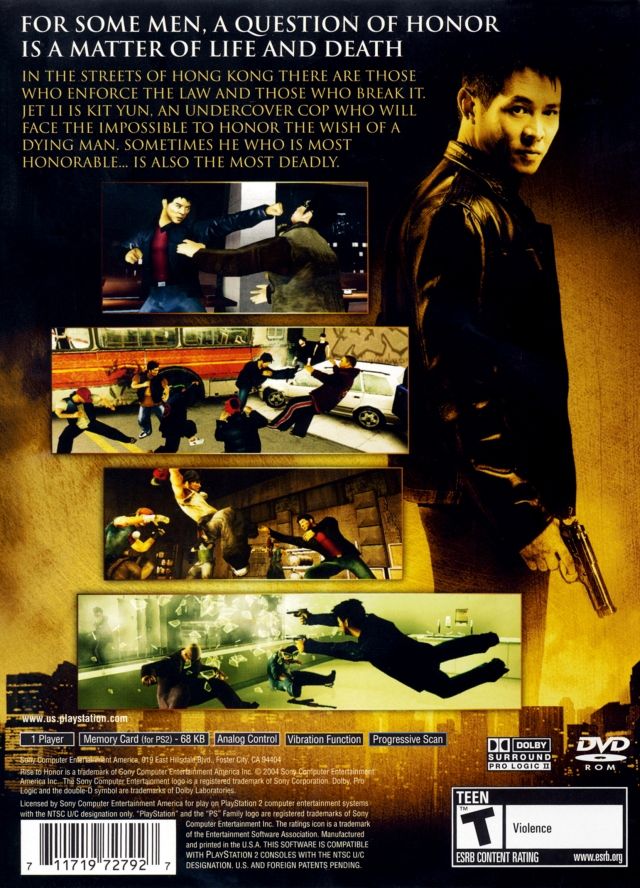 FOR SOME MEN, A QUESTION OF HONOR
IS A MATTER OF LIFE AND DEATH
IN THE STREETS OF HONG KONG THERE ARE THOSE
WHO ENFORCE THE LAW AND THOSE WHO BREAK IT.
JET LI IS KIT YUN, AN UNDERCOVER COP WHO WILL
FACE THE IMPOSSIBLE TO HONOR THE WISH OF A
DYING MAN. SOMETIMES HE WHO IS MOST
HONORABLE... IS ALSO THE MOST DEADLY.
www.us.playstation.com
1 Player
Memory Card (for PS2) - 68 KB
Analog Control
Vibration Function
Progressive Scan
Sony Computer Entertainment America, 919 East Hillsdale Blvd., Foster City, CA 94404
Rise to Honor is a trademark of Sony Computer Entertainment America Inc. © 2004 Sony Computer Entertainment
America Inc. The Sony Computer Entertainment logo is a registered trademark of Sony Corporation. Dolby, Pro
Logic and the double-D symbol are trademarks of Dolby Laboratories.
Licensed by Sony Computer Entertainment America for play on PlayStation 2 computer entertainment systems
with the NTSC U/C designation only. "PlayStation" and the "PS" Family logo are registered trademarks of Sony
Computer Entertainment Inc. The ratings icon is a trademark
of the Entertainment Software Association. Manufactured
and printed in the U.S.A. THIS SOFTWARE IS COMPATIBLE
WITH PLAYSTATION 2 CONSOLES WITH THE NTSC U/C
DESIGNATION. U.S. AND FOREIGN PATENTS PENDING.
7 11719 72792 7
DOLBY
SURROUND
PRO LOGIC II
DVD
ROM
TEEN
T
Violence
ESRB CONTENT RATING www.esrb.org